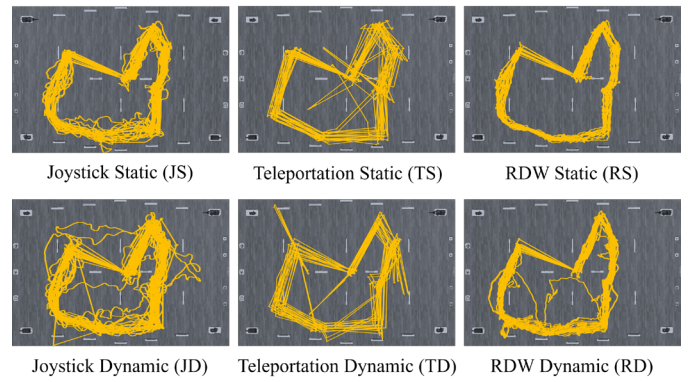 Joystick Static (JS)
Teleportation Static (TS)
RDW Static (RS)
Joystick Dynamic (JD)
Teleportation Dynamic (TD)
RDW Dynamic (RD)